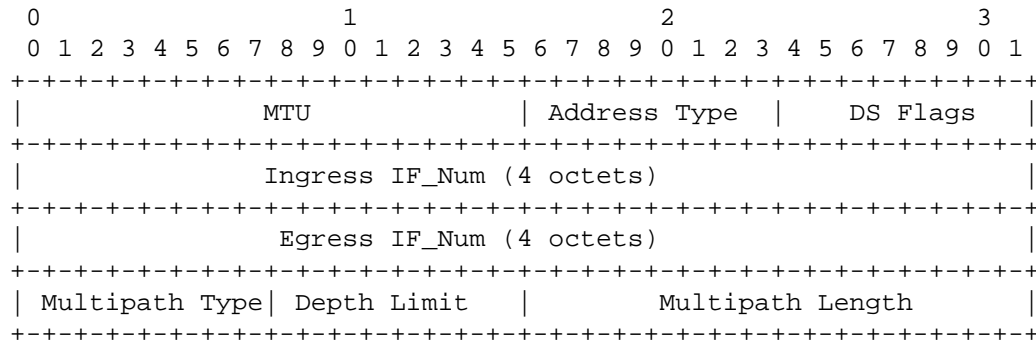 0                   1                   2                   3
 0 1 2 3 4 5 6 7 8 9 0 1 2 3 4 5 6 7 8 9 0 1 2 3 4 5 6 7 8 9 0 1
+-+-+-+-+-+-+-+-+-+-+-+-+-+-+-+-+-+-+-+-+-+-+-+-+-+-+-+-+-+-+-+-+
|               MTU             | Address Type  |    DS Flags   |
+-+-+-+-+-+-+-+-+-+-+-+-+-+-+-+-+-+-+-+-+-+-+-+-+-+-+-+-+-+-+-+-+
|               Ingress IF_Num (4 octets)                       |
+-+-+-+-+-+-+-+-+-+-+-+-+-+-+-+-+-+-+-+-+-+-+-+-+-+-+-+-+-+-+-+-+
|                Egress IF_Num (4 octets)                       |
+-+-+-+-+-+-+-+-+-+-+-+-+-+-+-+-+-+-+-+-+-+-+-+-+-+-+-+-+-+-+-+-+
| Multipath Type| Depth Limit   |        Multipath Length       |
+-+-+-+-+-+-+-+-+-+-+-+-+-+-+-+-+-+-+-+-+-+-+-+-+-+-+-+-+-+-+-+-+